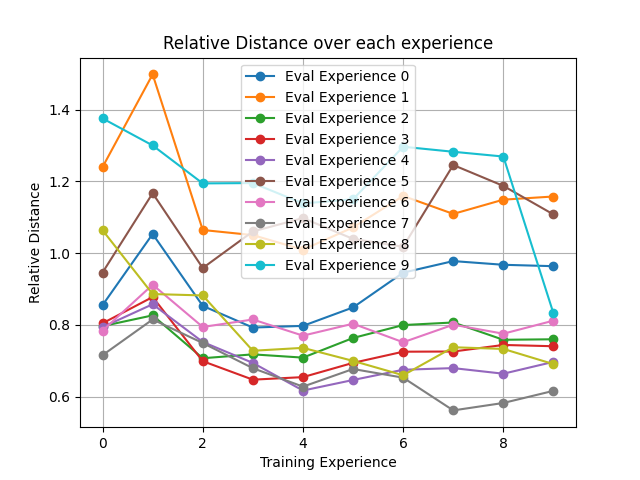 Relative Distance over each experience
Relative Distance
1.4
1.2
1.0
0.8
0.6
Eval Experience 0
Eval Experience 1
Eval Experience 2
Eval Experience 3
Eval Experience 4
Eval Experience 5
Eval Experience 6
Eval Experience 7
Eval Experience 8
Eval Experience 9
0 2 4 6 8
Training Experience